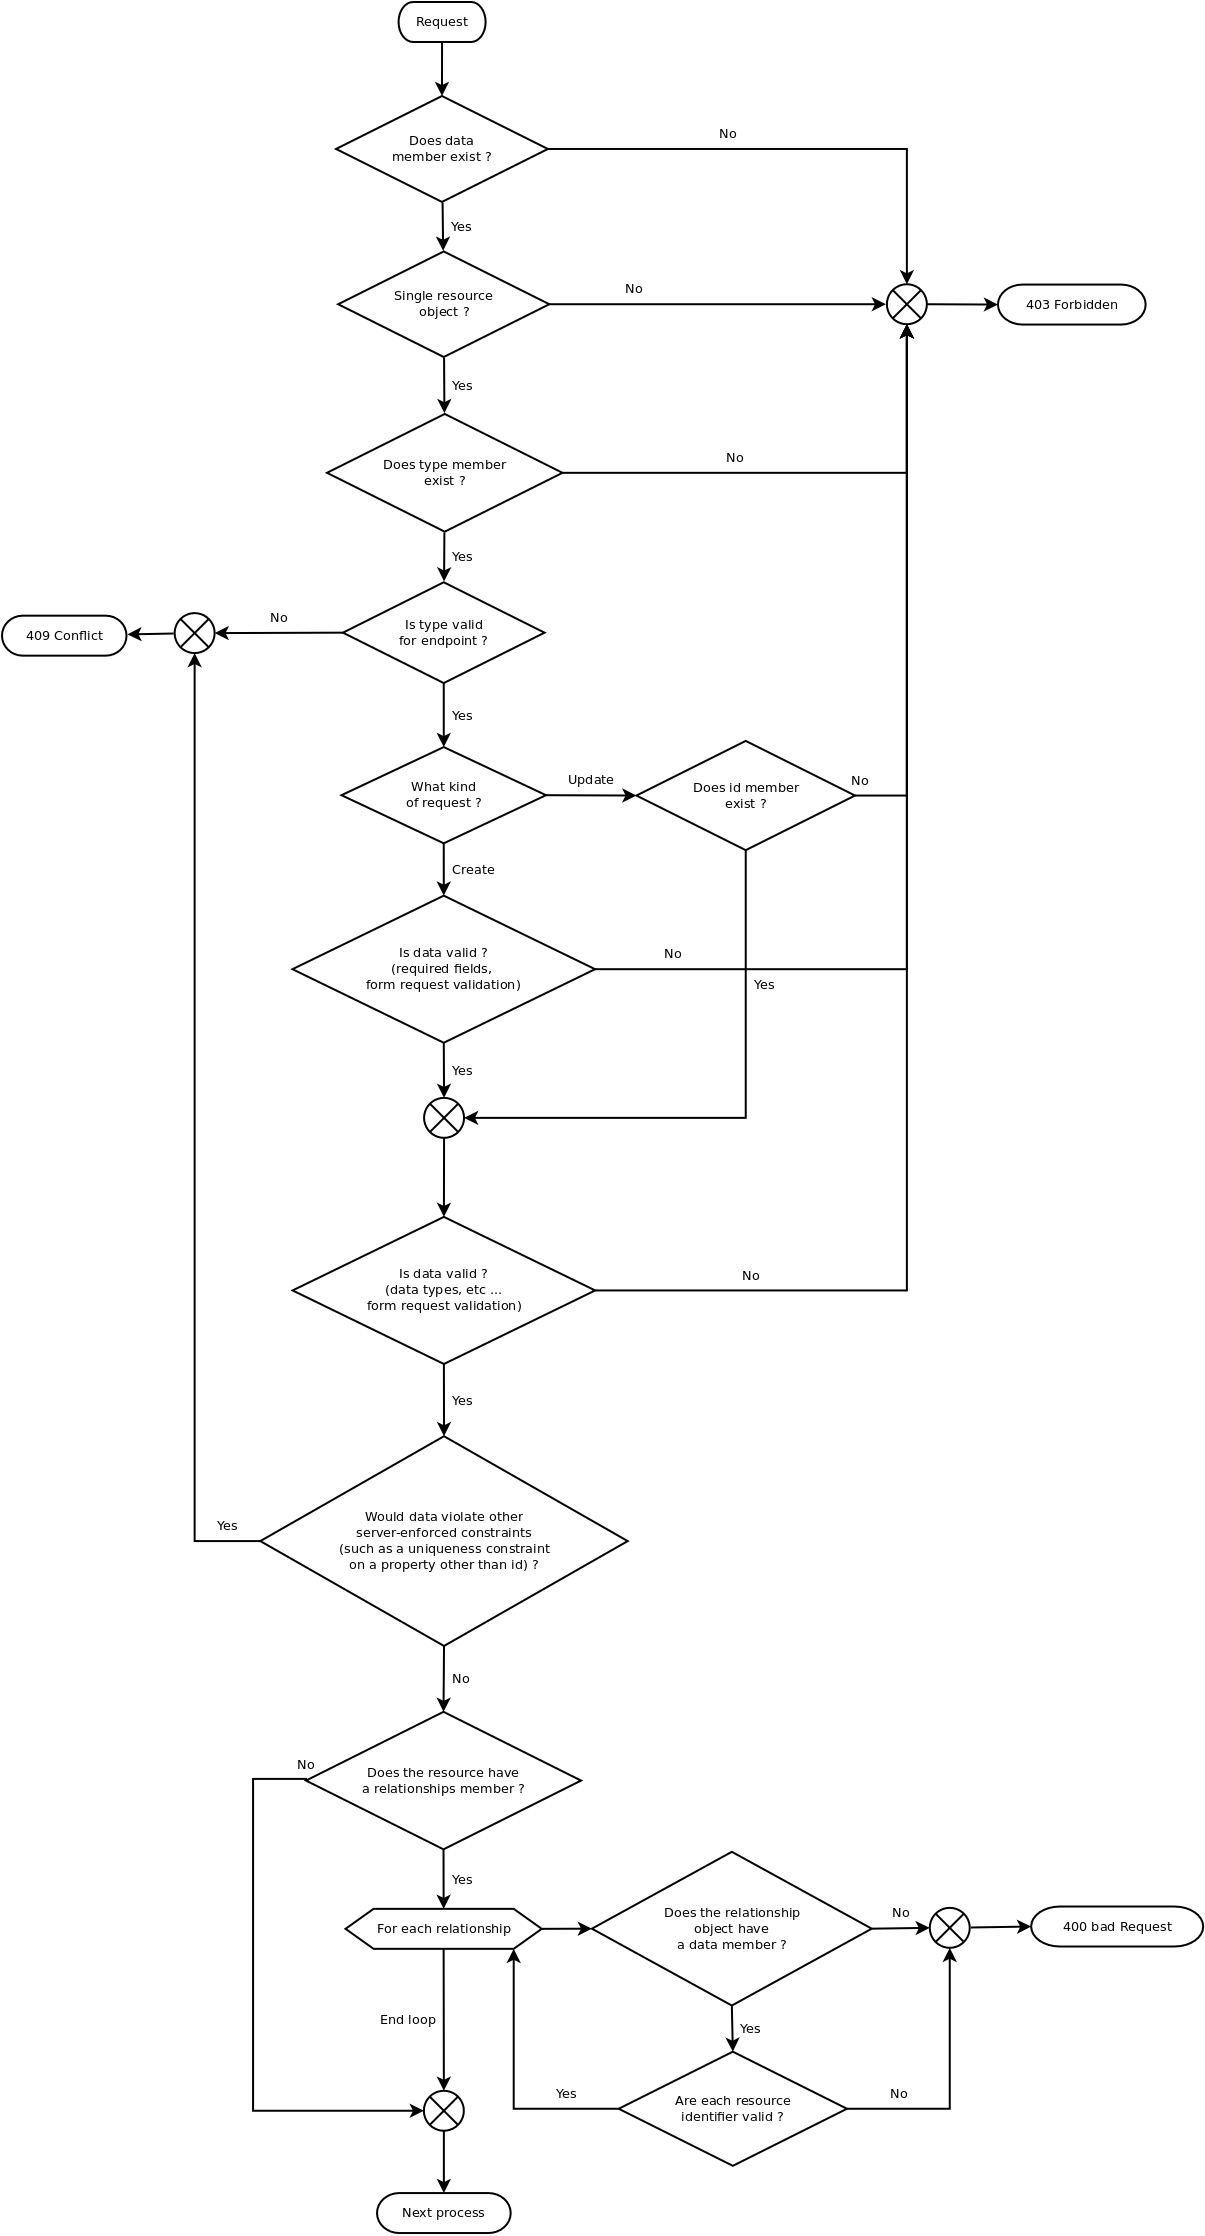 Request
Does data
member exist ?
No
Yes
Single resource
object ?
No
403 Forbidden
Yes
Does type member
exist ?
No
Yes
Is type valid
for endpoint ?
No
409 Conflict
Yes
What kind
of request ?
Update
Does id member
exist ?
No
Create
Is data valid ?
(required fields,
form request validation)
No
Yes
Yes
Is data valid ?
(data types, etc ...
form request validation)
No
Yes
Would data violate other
server-enforced constraints
(such as a uniqueness constraint
on a property other than id) ?
Yes
No
Does the resource have
a relationships member ?
No
Yes
For each relationship
Does the relationship
object have
a data member ?
No
400 bad Request
End loop
Yes
Are each resource
identifier valid ?
Yes
No
Next process